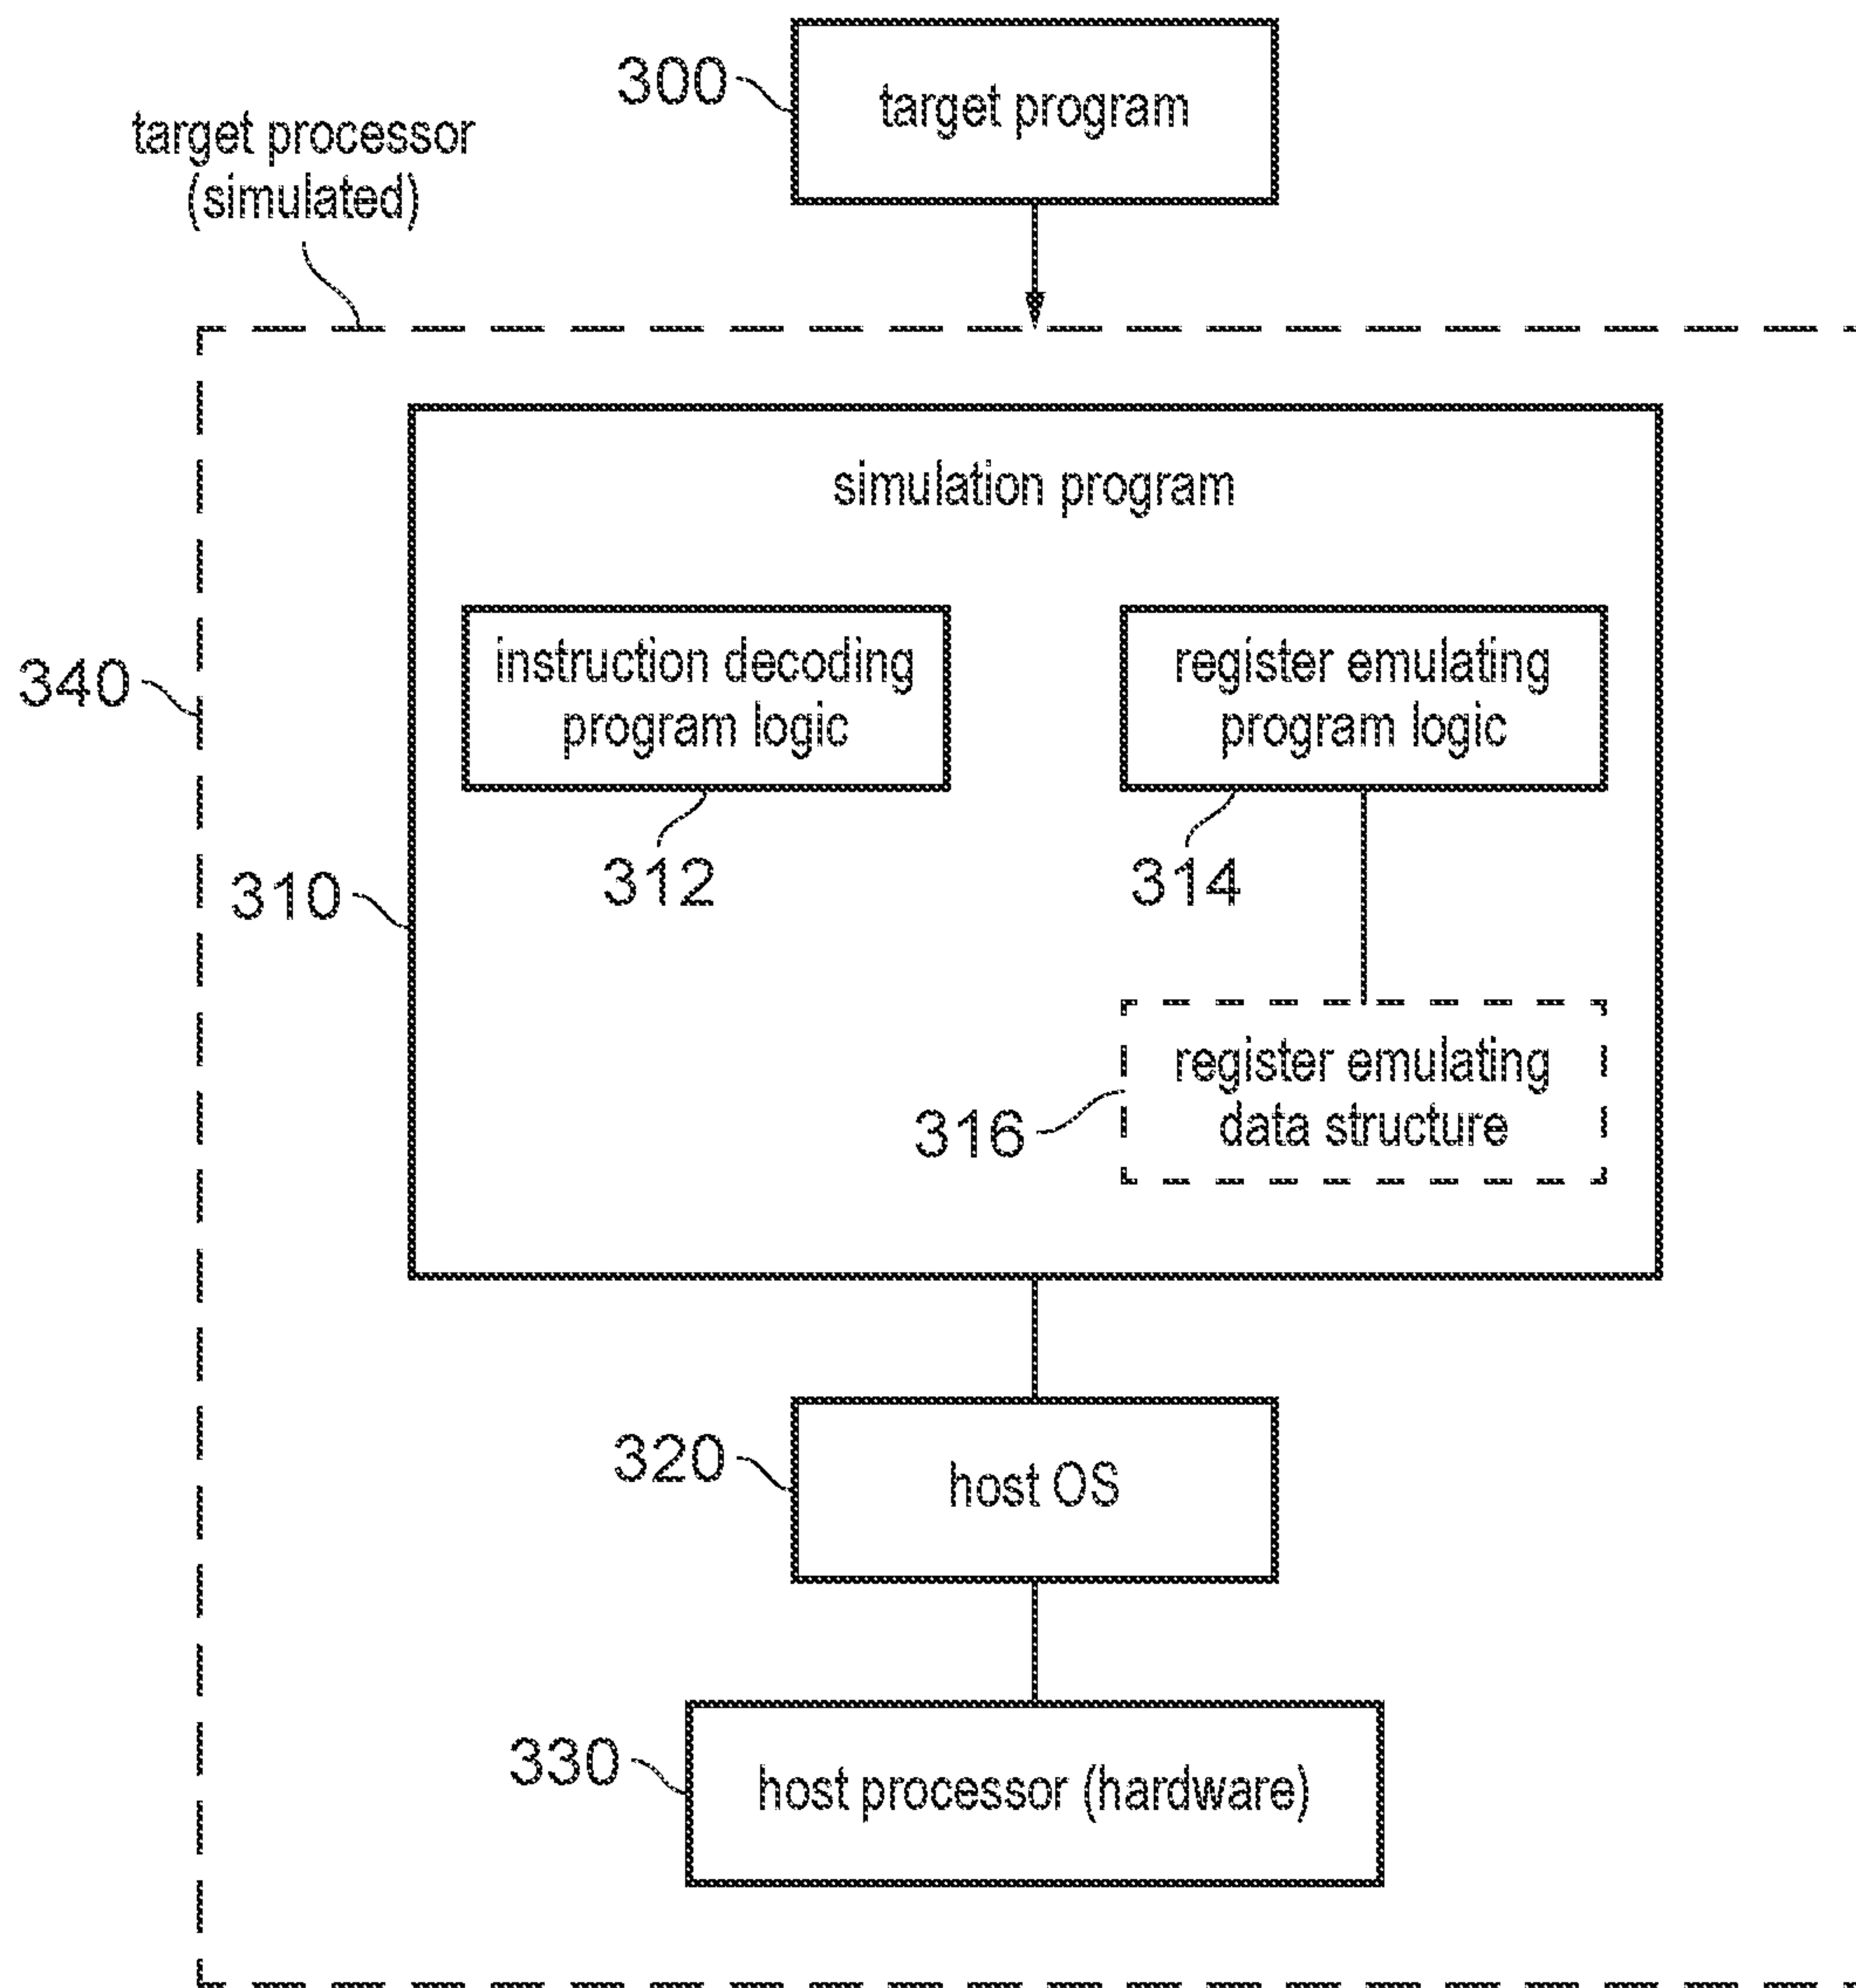 300
target program
target processor
(simulated)
simulation program
340
instruction decoding
program logic
register emulating
program logic
310
312
314
316
register emulating
data structure
320
host OS
330
host processor (hardware)